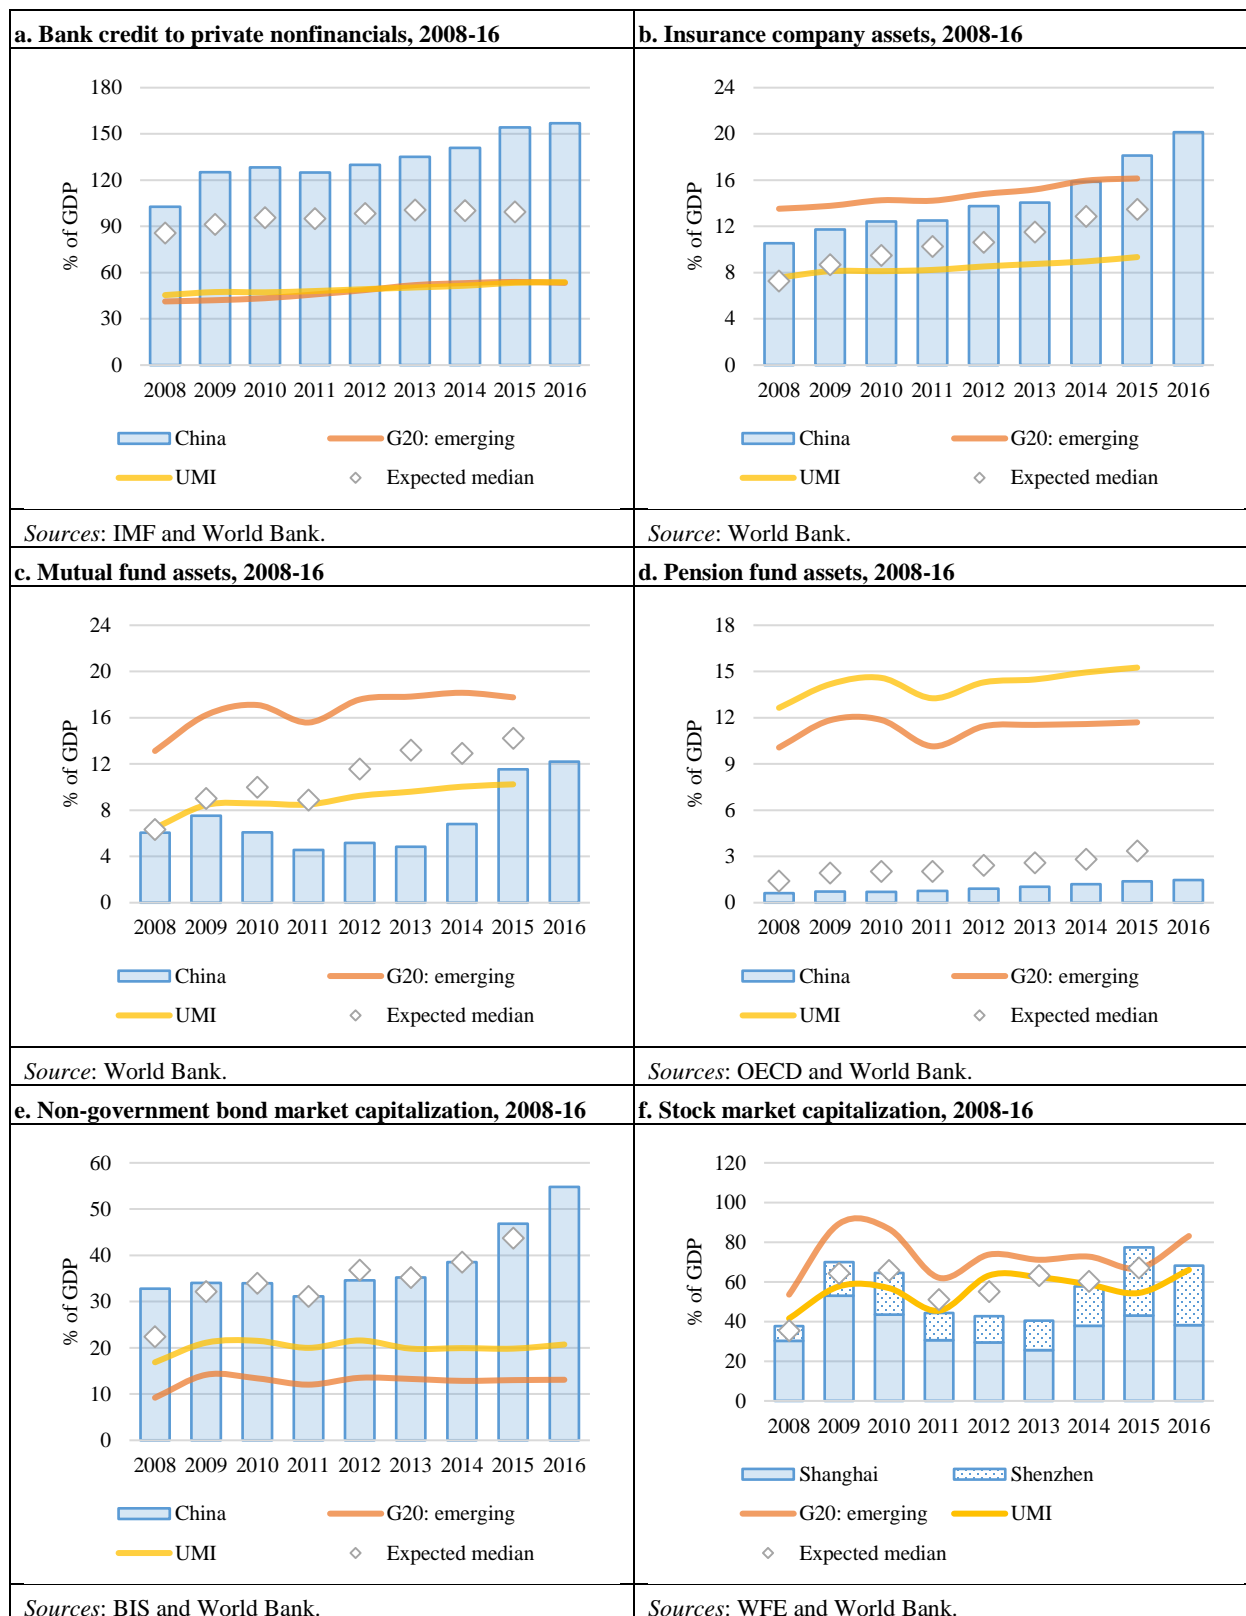 a. Bank credit to private nonfinancials, 2008-16
180
150
120
90
60
30
0
% of GDP
2008 2009 2010 2011 2012 2013 2014 2015 2016
China
G20: emerging
UMI
Expected median
Sources: IMF and World Bank.
b. Insurance company assets, 2008-16
24
20
16
12
8
4
0
% of GDP
2008 2009 2010 2011 2012 2013 2014 2015 2016
China
G20: emerging
UMI
Expected median
Source: World Bank.
c. Mutual fund assets, 2008-16
24
20
16
12
8
4
0
% of GDP
2008 2009 2010 2011 2012 2013 2014 2015 2016
China
G20: emerging
UMI
Expected median
Source: World Bank.
d. Pension fund assets, 2008-16
18
15
12
9
6
3
0
% of GDP
2008 2009 2010 2011 2012 2013 2014 2015 2016
China
G20: emerging
UMI
Expected median
Sources: OECD and World Bank.
e. Non-government bond market capitalization, 2008-16
60
50
40
30
20
10
0
% of GDP
2008 2009 2010 2011 2012 2013 2014 2015 2016
China
G20: emerging
UMI
Expected median
Sources: BIS and World Bank.
f. Stock market capitalization, 2008-16
120
100
80
60
40
20
0
% of GDP
2008 2009 2010 2011 2012 2013 2014 2015 2016
Shanghai
Shenzhen
G20: emerging
UMI
Expected median
Sources: WFE and World Bank.